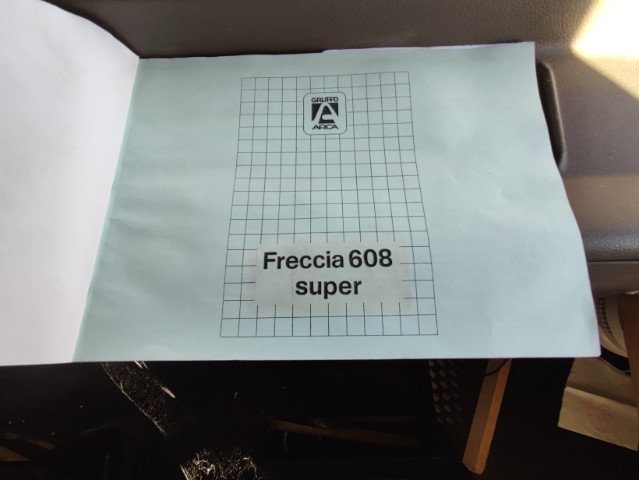 GRUPPO
ARCA
Freccia 608
super